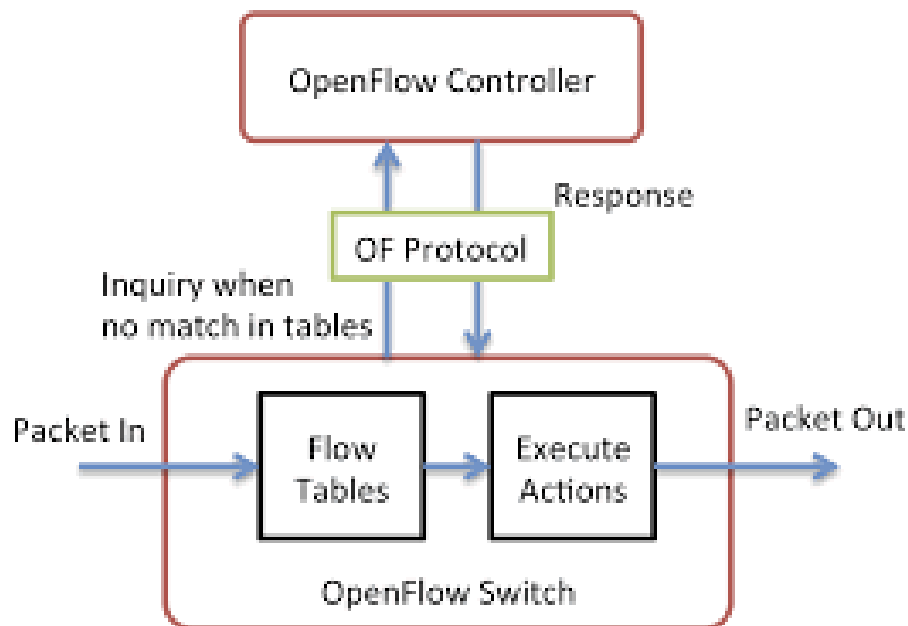 OpenFlow Controller
Response
OF Protocol
Inquiry when
no match in tables
Packet In
Flow
Tables
Execute
Actions
Packet Out
OpenFlow Switch